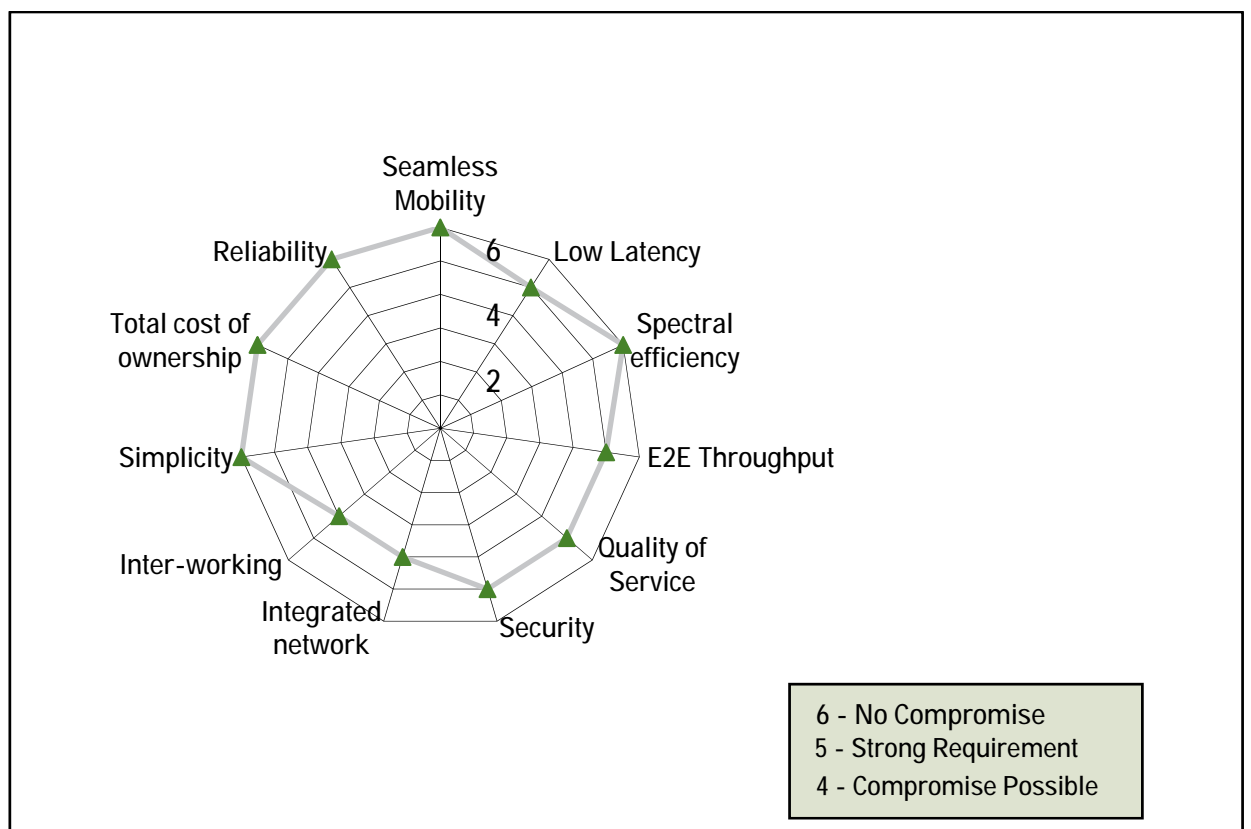 Seamless
Mobility
6
Low Latency
Reliability
4
Total cost of
ownership
Spectral
efficiency
2
Simplicity
E2E Throughput
Inter-working
Quality of
Service
Integrated
network
Security
6 - No Compromise
5 - Strong Requirement
4 - Compromise Possible